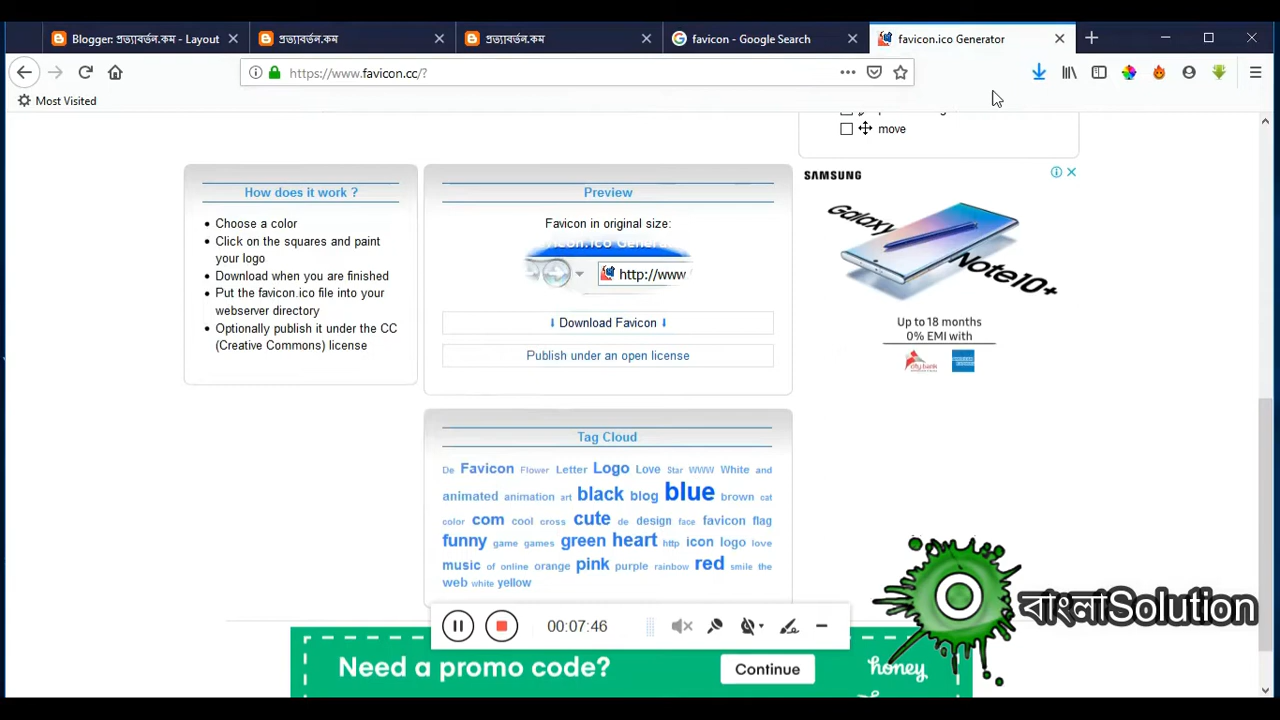 Blogger: প্রত্যাবর্তন.কম - Layout
প্রত্যাবর্তন.কম
প্রত্যাবর্তন.কম
favicon - Google Search
favicon.ico Generator
https://www.favicon.cc/?
Most Visited
move
How does it work ?
Choose a color
Click on the squares and paint
your logo
Download when you are finished
Put the favicon.ico file into your
webserver directory
Optionally publish it under the CC
(Creative Commons) license
Preview
Favicon in original size:
http://www
Download Favicon
Publish under an open license
SAMSUNG
Galaxy
Note10+
Up to 18 months
0% EMI with
city bank
Tag Cloud
De Favicon Flower Letter Logo Love Star WWW White and
animated animation art black blog blue brown cat
color com cool cross cute de design face favicon flag
funny game games green heart http icon logo love
music of online orange pink purple rainbow red smile the
web white yellow
00:07:46
Need a promo code?
Continue
honey
বাংলাSolution